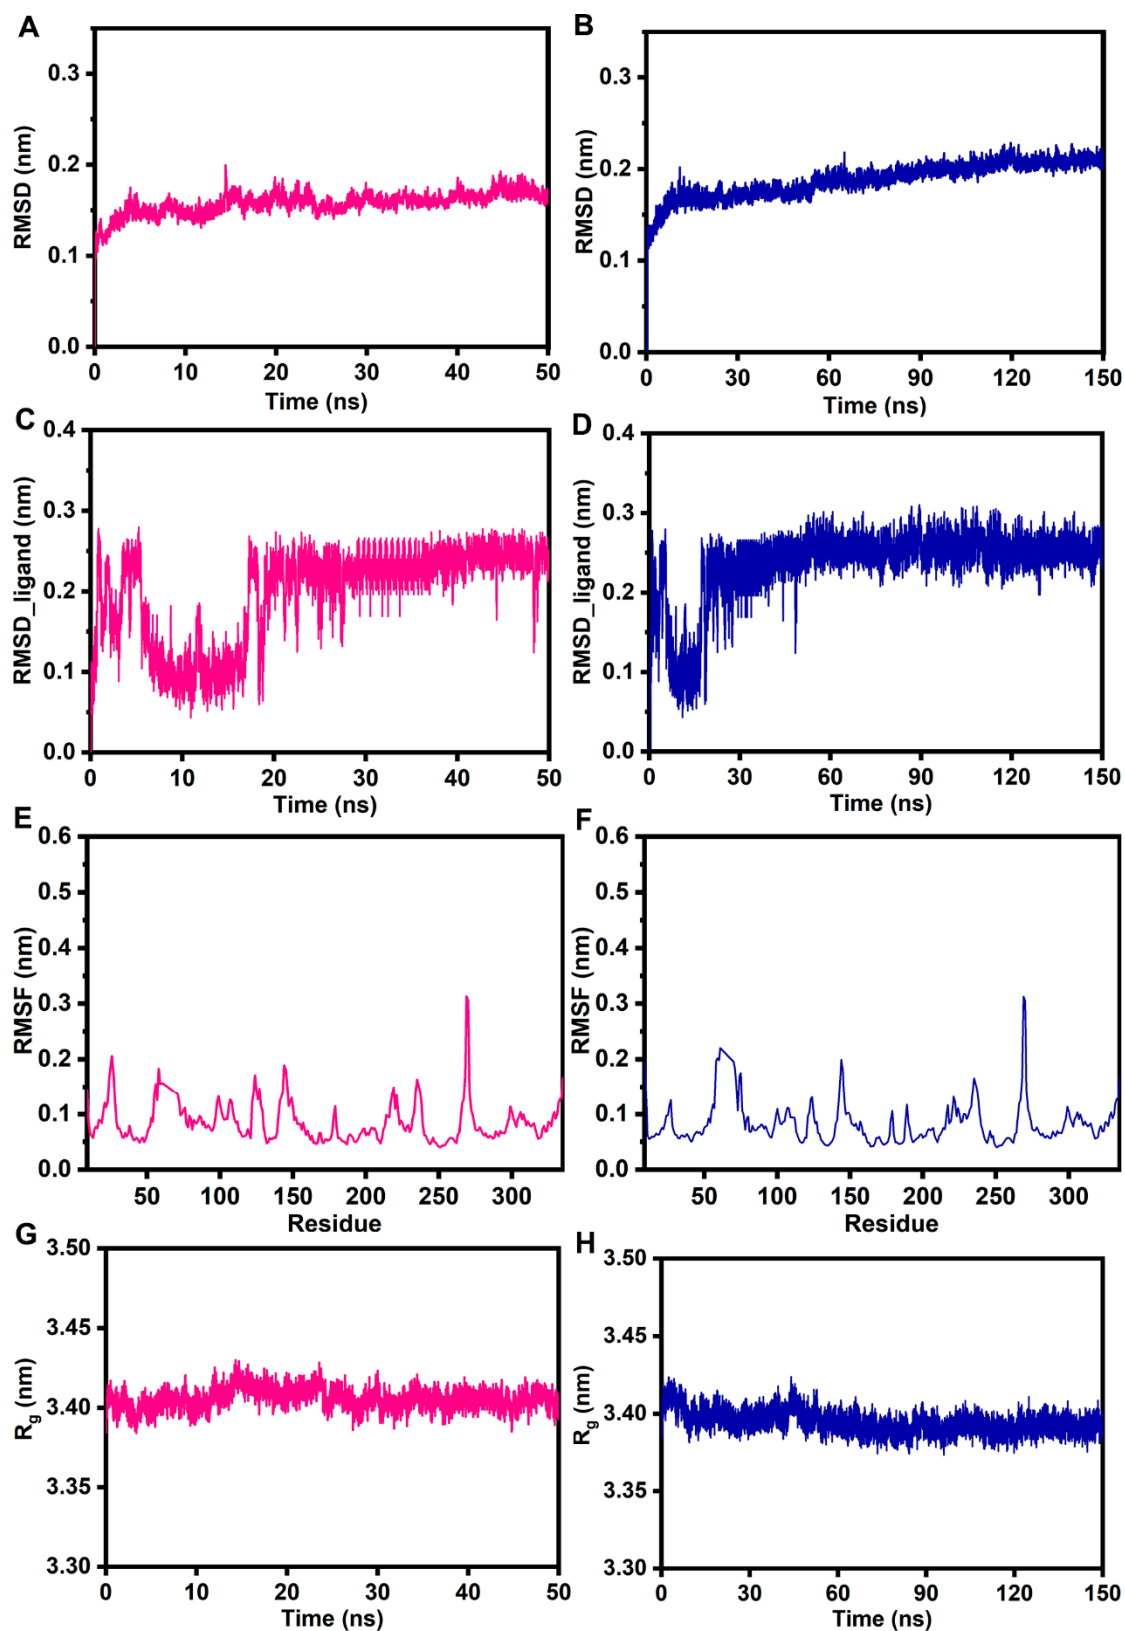 A
RMSD (nm)
0.3
0.2
0.1
0.0
0 10 20 30 40 50
Time (ns)
B
RMSD (nm)
0.3
0.2
0.1
0.0
0 30 60 90 120 150
Time (ns)
C
RMSD_ligand (nm)
0.4
0.3
0.2
0.1
0.0
0 10 20 30 40 50
Time (ns)
D
RMSD_ligand (nm)
0.4
0.3
0.2
0.1
0.0
0 30 60 90 120 150
Time (ns)
E
RMSF (nm)
0.6
0.5
0.4
0.3
0.2
0.1
0.0
50 100 150 200 250 300
Residue
F
RMSF (nm)
0.6
0.5
0.4
0.3
0.2
0.1
0.0
50 100 150 200 250 300
Residue
G
Rg (nm)
3.50
3.45
3.40
3.35
3.30
0 10 20 30 40 50
Time (ns)
H
Rg (nm)
3.50
3.45
3.40
3.35
3.30
0 30 60 90 120 150
Time (ns)